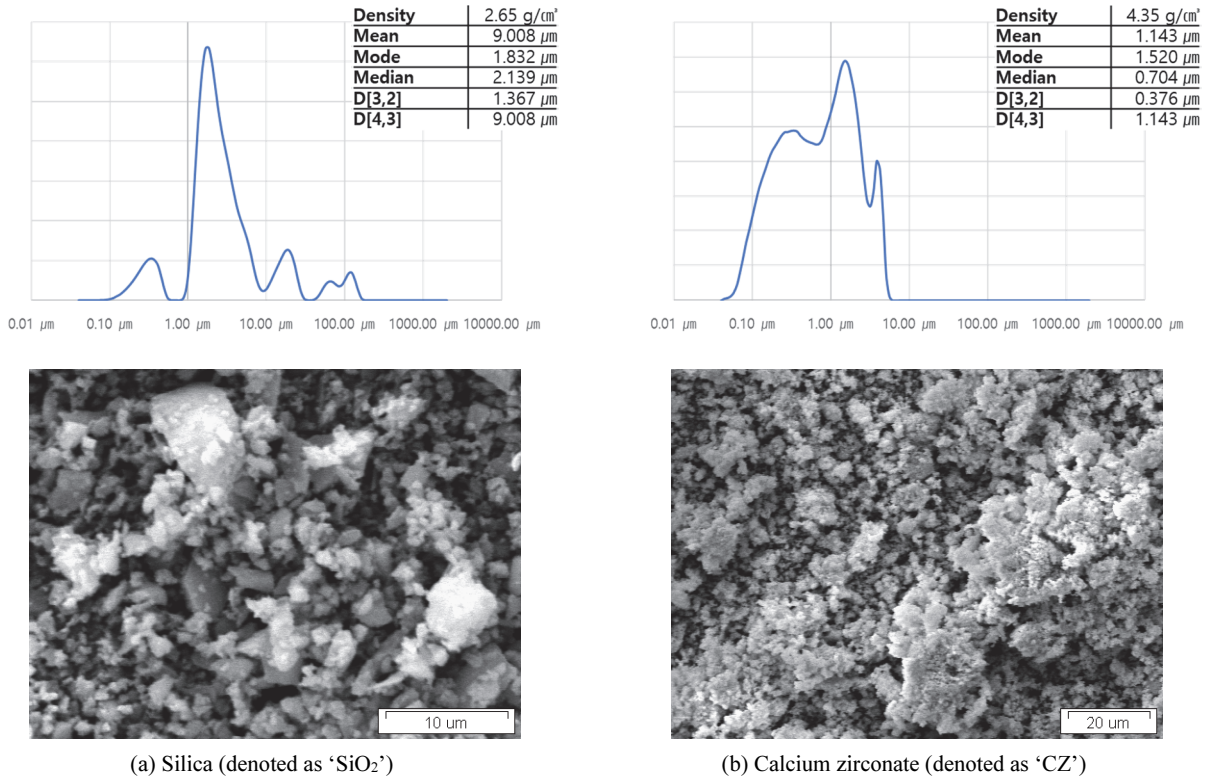 Density 2.65 g/㎤
Mean 9.008 ㎛
Mode 1.832 ㎛
Median 2.139 ㎛
D[3,2] 1.367 ㎛
D[4,3] 9.008 ㎛
0.01 ㎛ 0.10 ㎛ 1.00 ㎛ 10.00 ㎛ 100.00 ㎛ 1000.00 ㎛ 10000.00 ㎛
Density 4.35 g/㎤
Mean 1.143 ㎛
Mode 1.520 ㎛
Median 0.704 ㎛
D[3,2] 0.376 ㎛
D[4,3] 1.143 ㎛
0.01 ㎛ 0.10 ㎛ 1.00 ㎛ 10.00 ㎛ 100.00 ㎛ 1000.00 ㎛ 10000.00 ㎛
10 um
20 um
(a) Silica (denoted as ‘SiO₂’)
(b) Calcium zirconate (denoted as ‘CZ’)